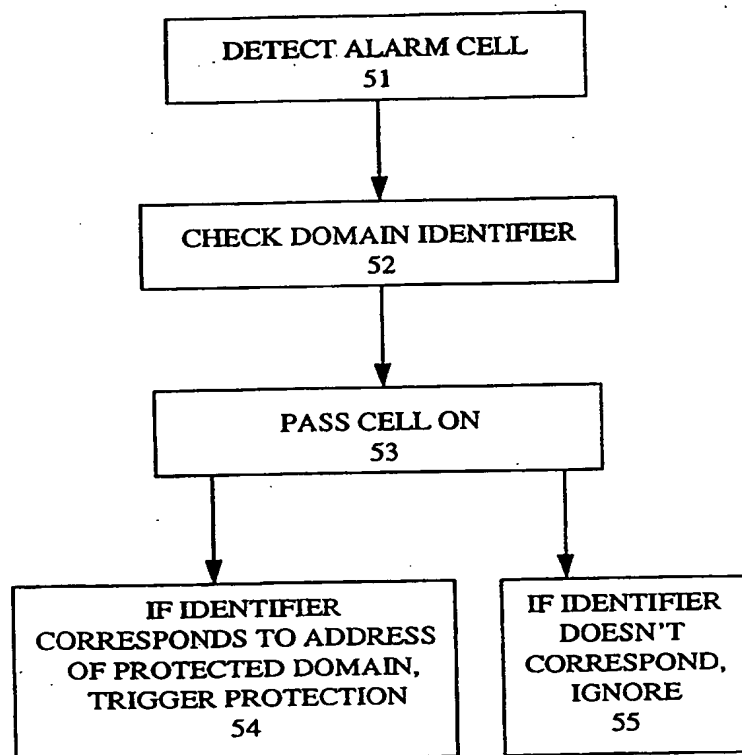 DETECT ALARM CELL
51
CHECK DOMAIN IDENTIFIER
52
PASS CELL ON
53
IF IDENTIFIER
CORRESPONDS TO ADDRESS
OF PROTECTED DOMAIN,
TRIGGER PROTECTION
54
IF IDENTIFIER
DOESN'T
CORRESPOND,
IGNORE
55